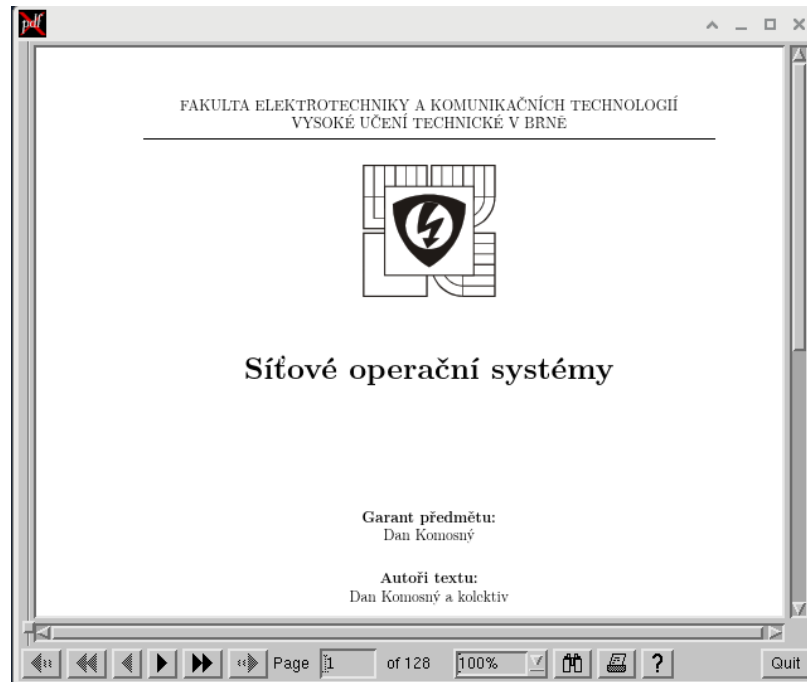 pdf
FAKULTA ELEKTROTECHNIKY A KOMUNIKAČNÍCH TECHNOLOGIÍ
VYSOKÉ UČENÍ TECHNICKÉ V BRNĚ
Síťové operační systémy
Garant předmětu:
Dan Komosný
Autoři textu:
Dan Komosný a kolektiv
Page 1 of 128 100% ? Quit